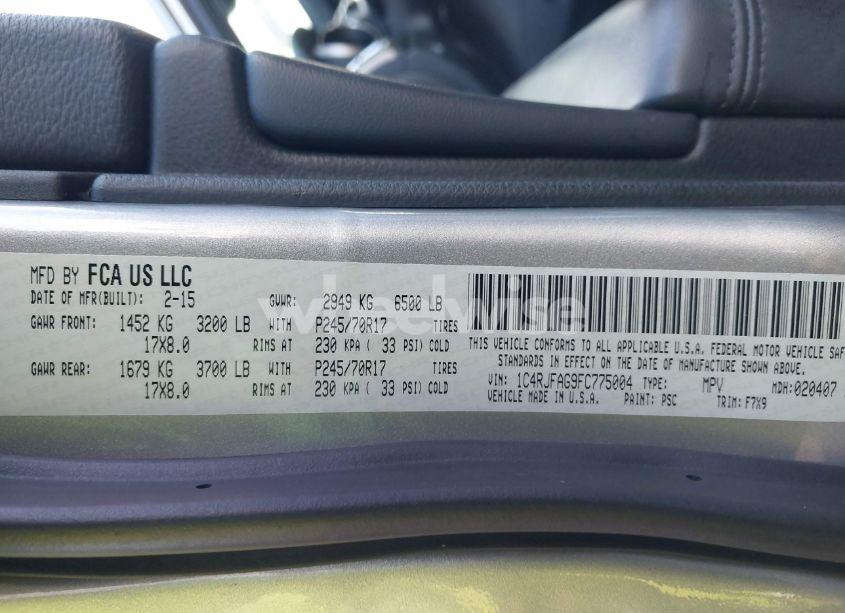 MFD BY FCA US LLC
DATE OF MFR(BUILT): 2-15 GVWR: 2949 KG 6500 LB
GAWR FRONT: 1452 KG 3200 LB WITH P245/70R17 TIRES
17X8.0 RIMS AT 230 KPA ( 33 PSI) COLD
GAWR REAR: 1679 KG 3700 LB WITH P245/70R17 TIRES
17X8.0 RIMS AT 230 KPA ( 33 PSI) COLD
THIS VEHICLE CONFORMS TO ALL APPLICABLE U.S.A. FEDERAL MOTOR VEHICLE SAF
STANDARDS IN EFFECT ON THE DATE OF MANUFACTURE SHOWN ABOVE.
VIN: 1C4RJFAG9FC775004 TYPE: MPV MDH:020407
VEHICLE MADE IN U.S.A. PAINT: PSC TRIM: F7X9
wheelwise